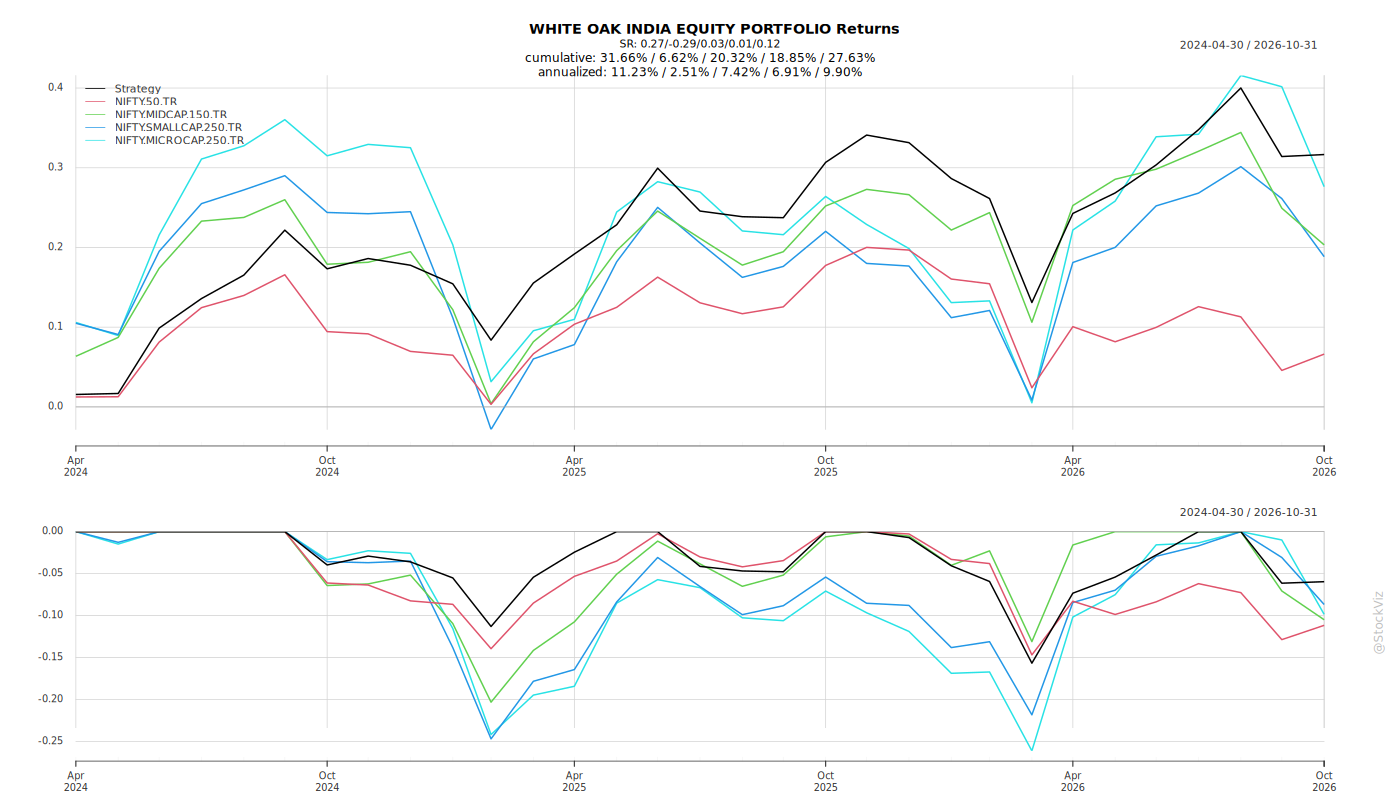 WHITE OAK INDIA EQUITY PORTFOLIO Returns
SR: 0.27/-0.29/0.03/0.01/0.12
cumulative: 31.66% / 6.62% / 20.32% / 18.85% / 27.63%
annualized: 11.23% / 2.51% / 7.42% / 6.91% / 9.90%
2024-04-30 / 2026-10-31
Strategy
NIFTY.50.TR
NIFTY.MIDCAP.150.TR
NIFTY.SMALLCAP.250.TR
NIFTY.MICROCAP.250.TR
0.4
0.3
0.2
0.1
0.0
Apr 2024
Oct 2024
Apr 2025
Oct 2025
Apr 2026
Oct 2026
2024-04-30 / 2026-10-31
0.00
-0.05
-0.10
-0.15
-0.20
-0.25
Apr 2024
Oct 2024
Apr 2025
Oct 2025
Apr 2026
Oct 2026
@StockViz